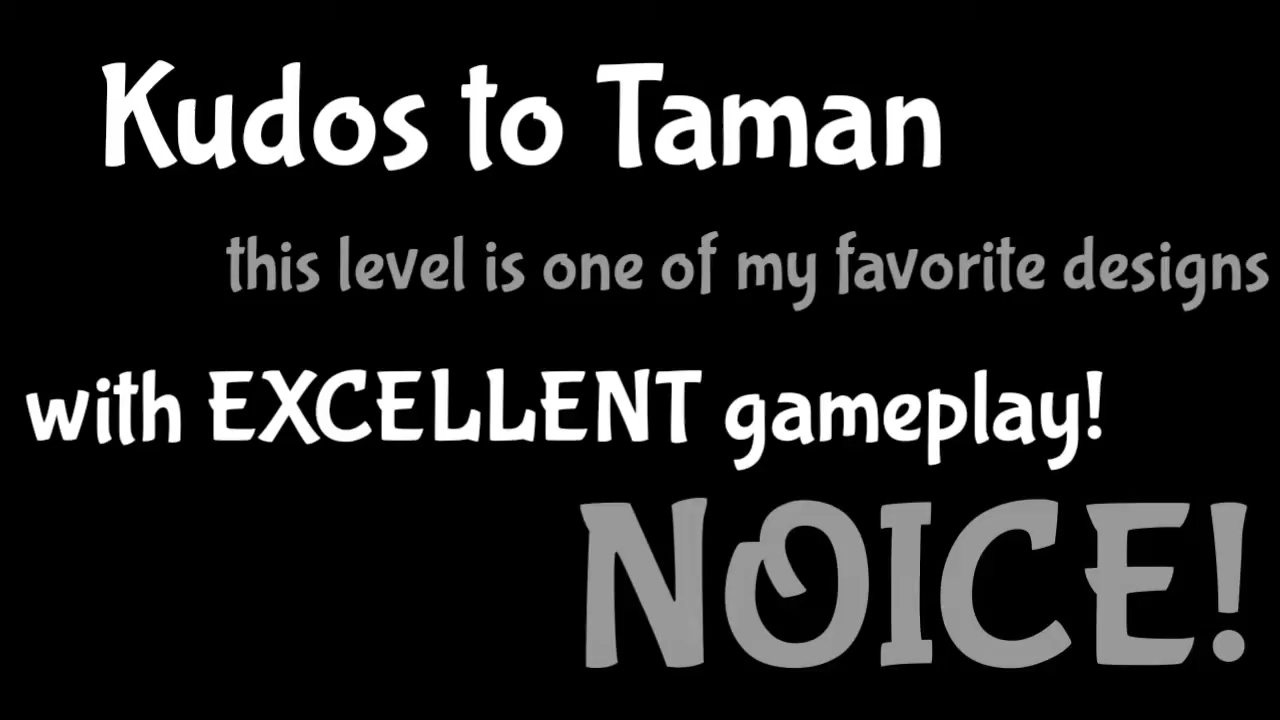 Kudos to Taman
this level is one of my favorite designs
with EXCELLENT gameplay!
NOICE!